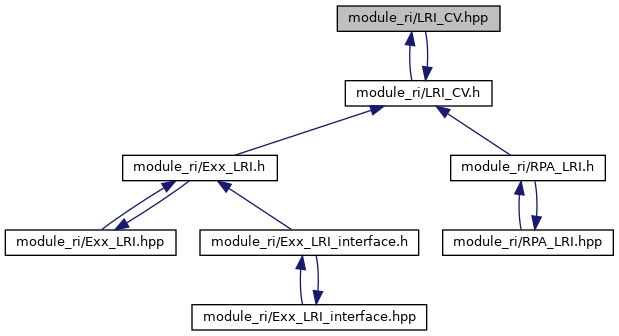 module_ri/LRI_CV.hpp
module_ri/LRI_CV.h
module_ri/Exx_LRI.h
module_ri/RPA_LRI.h
module_ri/Exx_LRI.hpp
module_ri/Exx_LRI_interface.h
module_ri/RPA_LRI.hpp
module_ri/Exx_LRI_interface.hpp